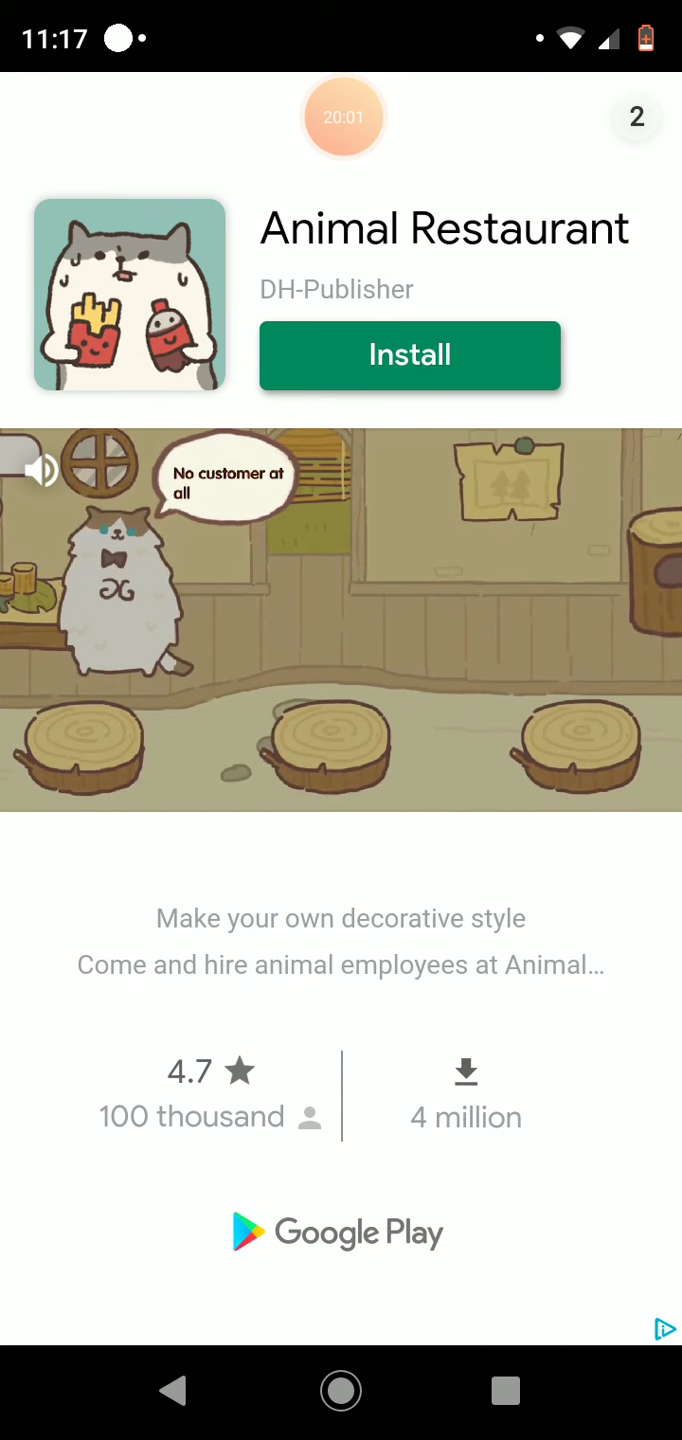 11:17
20:01
2
Animal Restaurant
DH-Publisher
Install
No customer at
all
Make your own decorative style
Come and hire animal employees at Animal...
4.7
100 thousand
4 million
Google Play